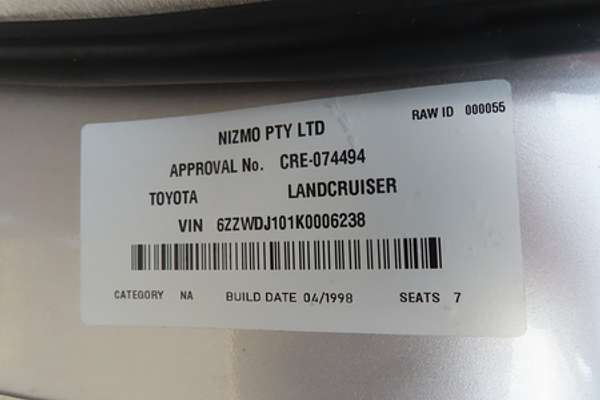 RAW ID 000055
NIZMO PTY LTD
APPROVAL No. CRE-074494
TOYOTA LANDCRUISER
VIN 6ZZWDJ101K0006238
CATEGORY NA BUILD DATE 04/1998 SEATS 7